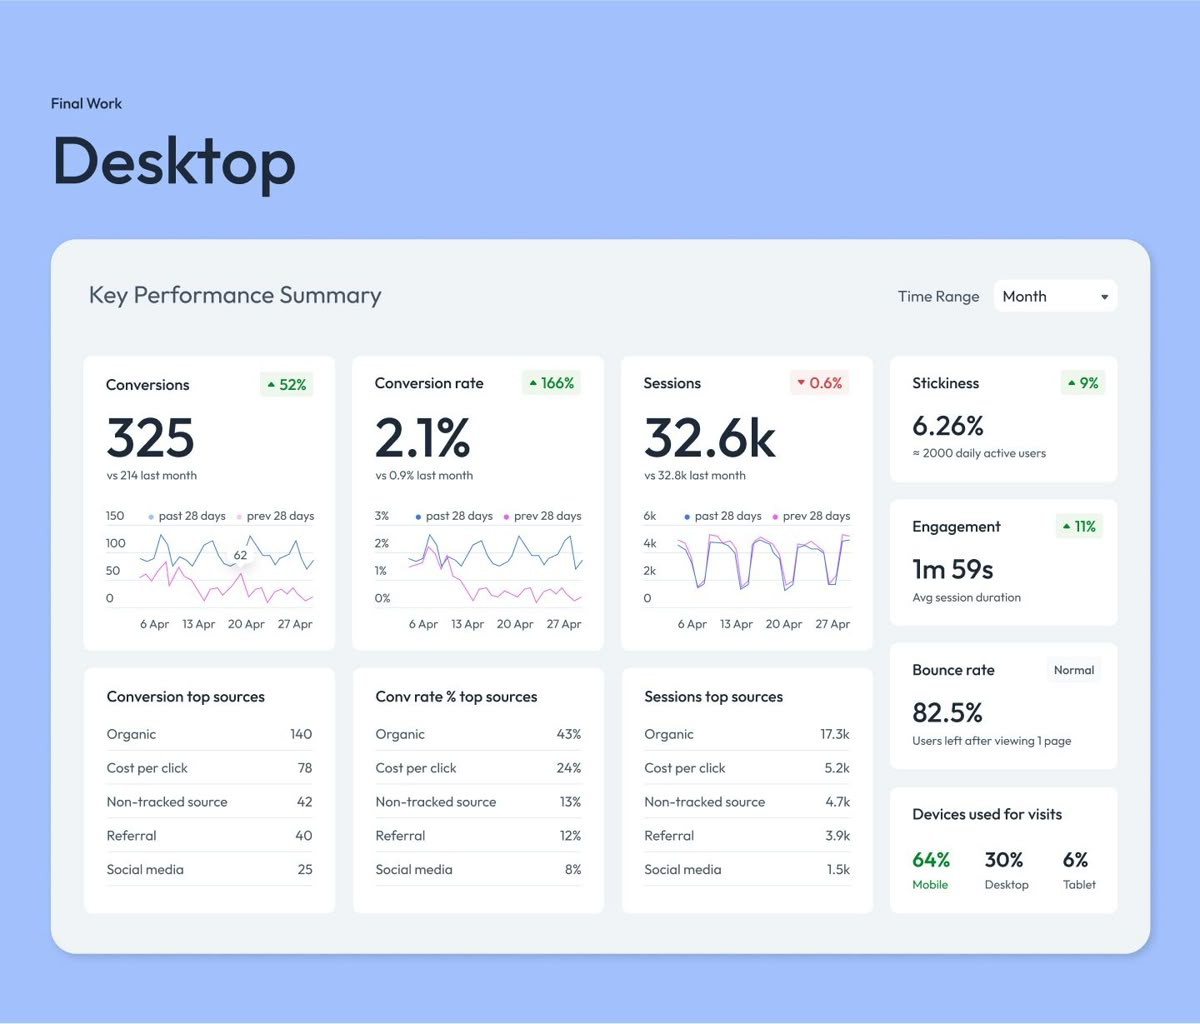 Final Work
Desktop
Key Performance Summary
Time Range
Month
Conversions
52%
325
vs 214 last month
150
past 28 days
prev 28 days
100
62
50
0
6 Apr 13 Apr 20 Apr 27 Apr
Conversion rate
166%
2.1%
vs 0.9% last month
3%
past 28 days
prev 28 days
2%
1%
0%
6 Apr 13 Apr 20 Apr 27 Apr
Sessions
0.6%
32.6k
vs 32.8k last month
6k
past 28 days
prev 28 days
4k
2k
0
6 Apr 13 Apr 20 Apr 27 Apr
Stickiness
9%
6.26%
≈ 2000 daily active users
Engagement
11%
1m 59s
Avg session duration
Bounce rate
Normal
82.5%
Users left after viewing 1 page
Conversion top sources
Organic 140
Cost per click 78
Non-tracked source 42
Referral 40
Social media 25
Conv rate % top sources
Organic 43%
Cost per click 24%
Non-tracked source 13%
Referral 12%
Social media 8%
Sessions top sources
Organic 17.3k
Cost per click 5.2k
Non-tracked source 4.7k
Referral 3.9k
Social media 1.5k
Devices used for visits
64% 30% 6%
Mobile Desktop Tablet